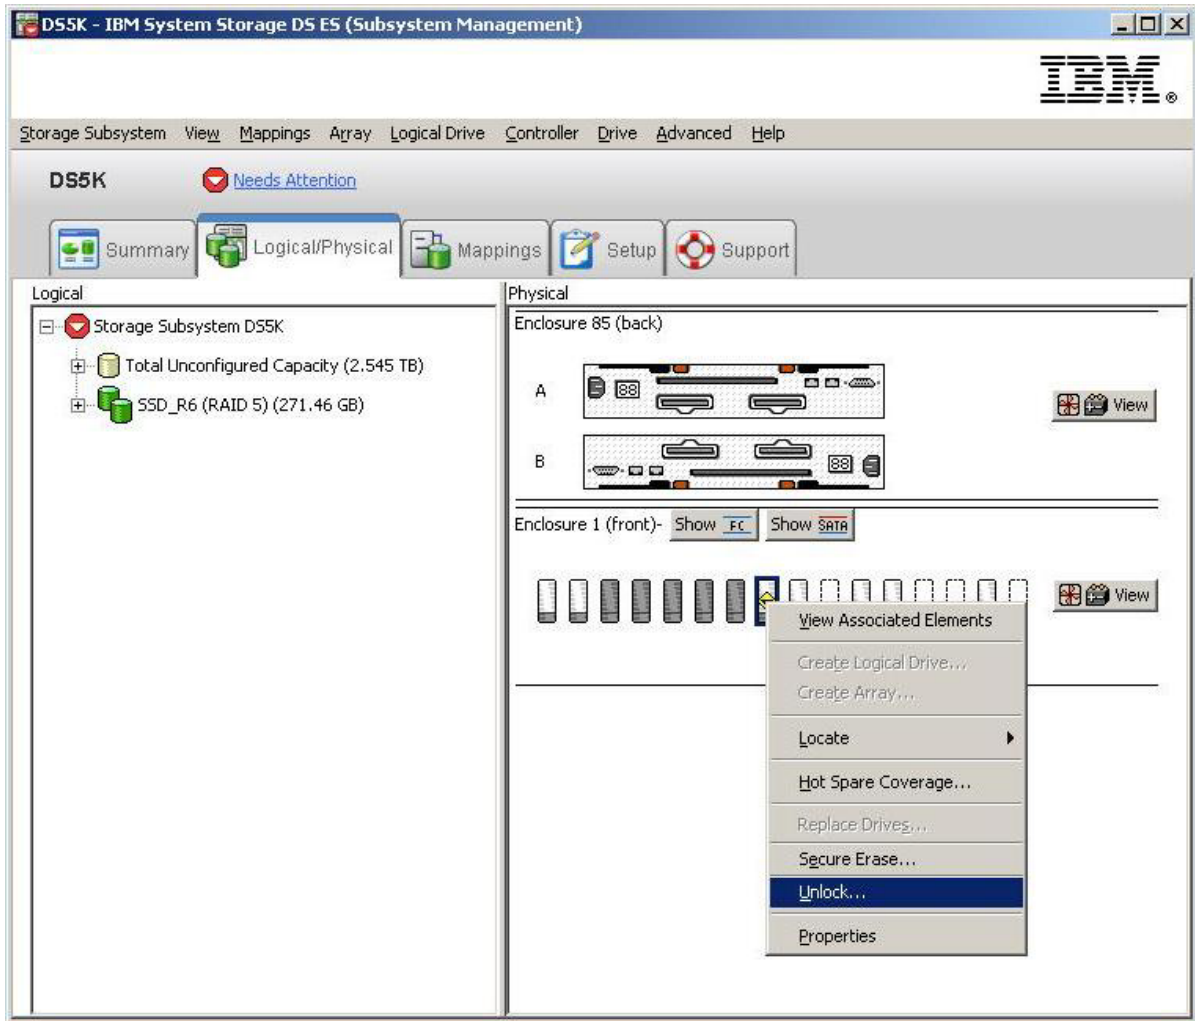 DS5K - IBM System Storage DS ES (Subsystem Management)
IBM®
Storage Subsystem View Mappings Array Logical Drive Controller Drive Advanced Help
DS5K Needs Attention
Summary Logical/Physical Mappings Setup Support
Logical
Physical
Storage Subsystem DS5K
Total Unconfigured Capacity (2.545 TB)
SSD_R6 (RAID 5) (271.46 GB)
Enclosure 85 (back)
A
88
View
B
88
Enclosure 1 (front)- Show FC Show SATA
View
View Associated Elements
Create Logical Drive...
Create Array...
Locate
Hot Spare Coverage...
Replace Drives...
Secure Erase...
Unlock...
Properties